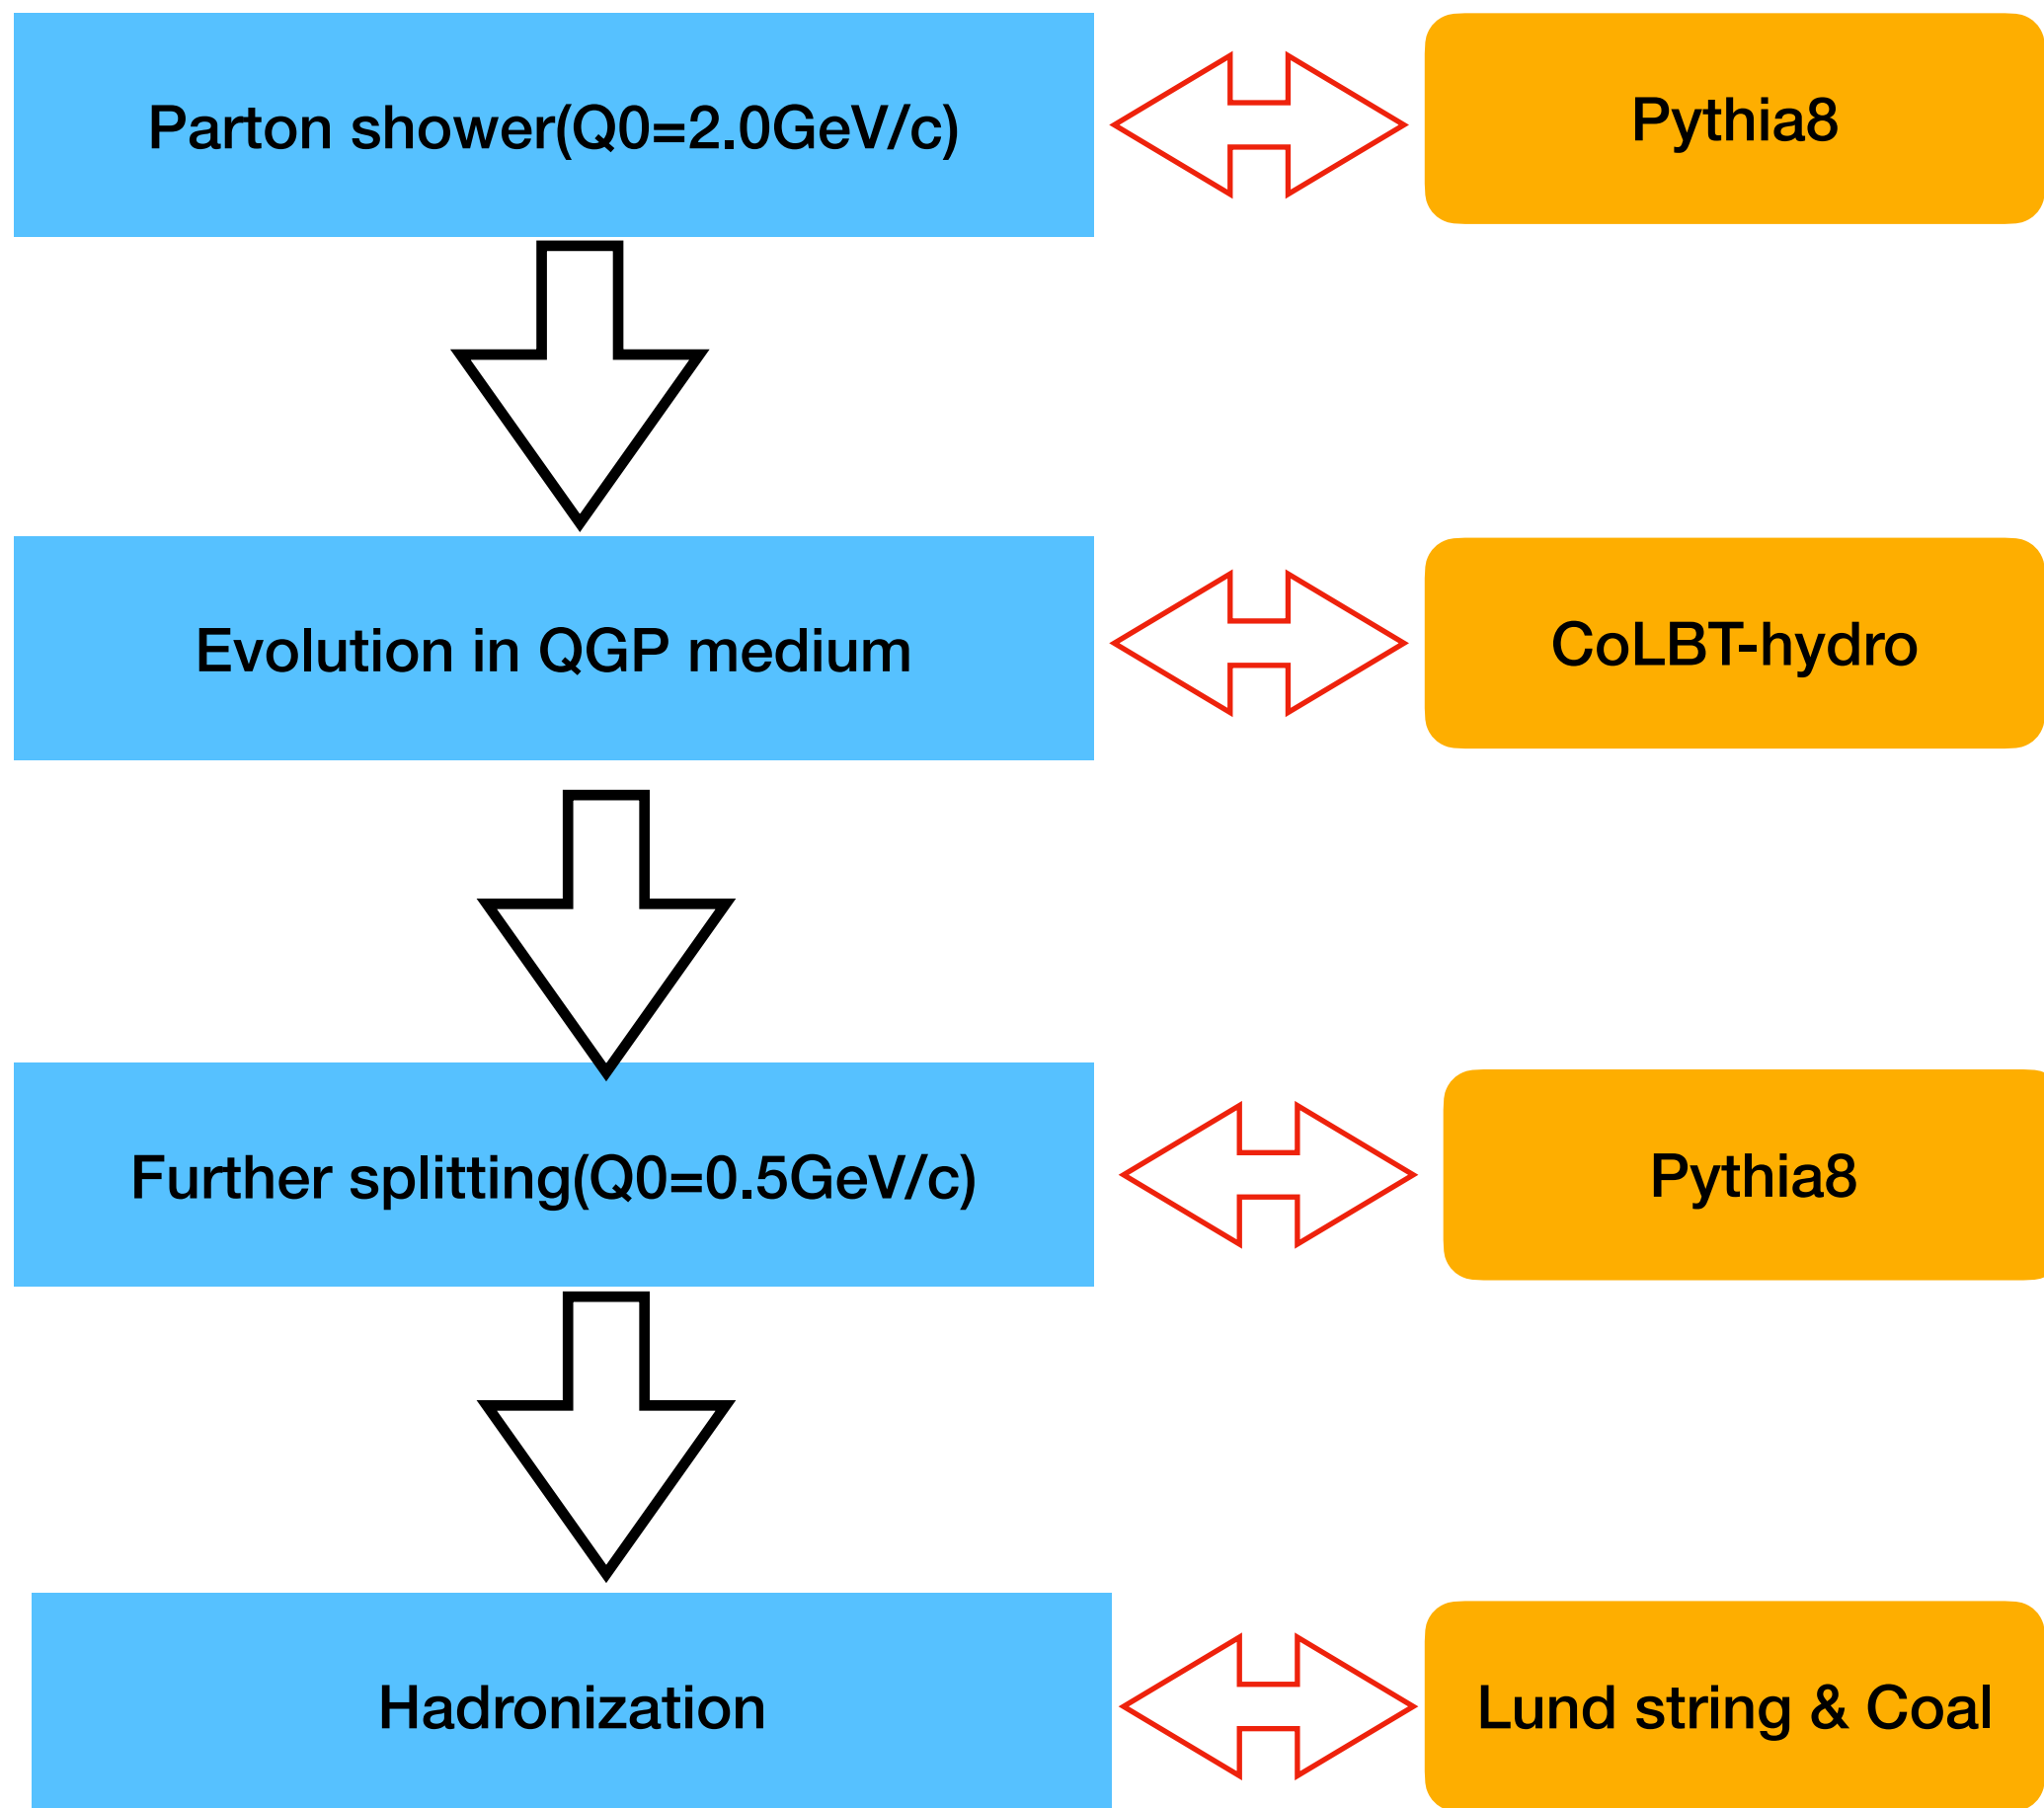 Parton shower(Q0=2.0GeV/c)
Pythia8
Evolution in QGP medium
CoLBT-hydro
Further splitting(Q0=0.5GeV/c)
Pythia8
Hadronization
Lund string & Coal